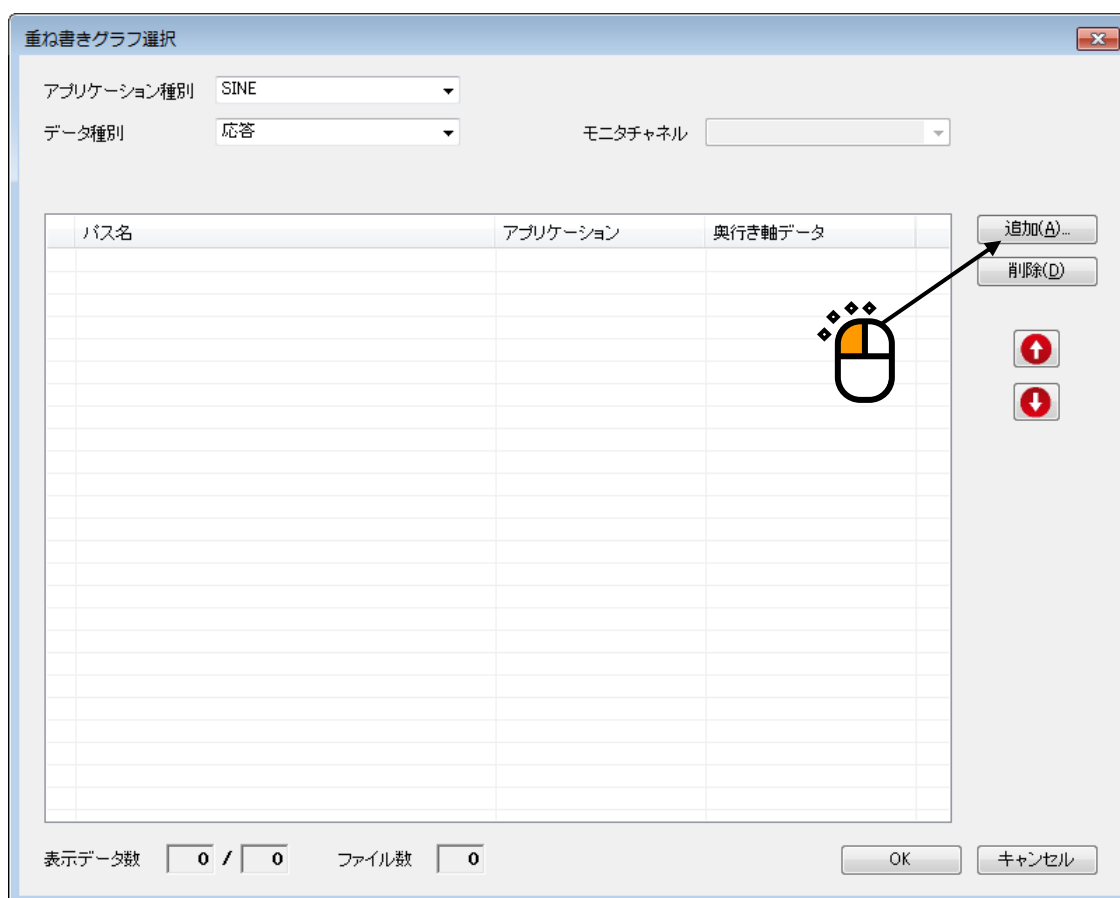 重ね書きグラフ選択
アプリケーション種別 SINE
データ種別 応答 モニタチャネル
パス名 アプリケーション 奥行き軸データ
追加(A)...
削除(D)
表示データ数 0 / 0 ファイル数 0 OK キャンセル